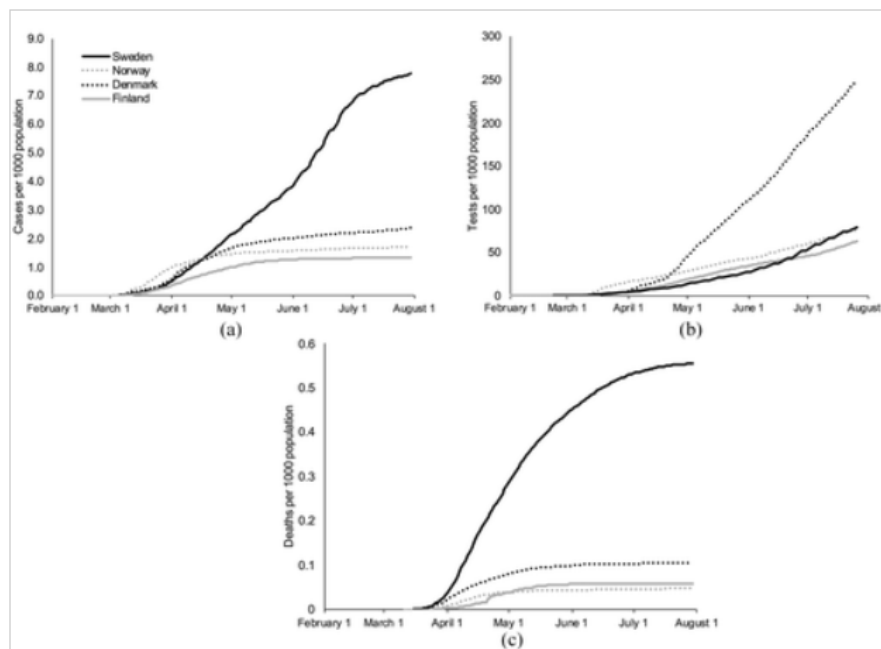 9.0
8.0
7.0
6.0
5.0
4.0
3.0
2.0
1.0
0.0
Cases per 1000 population
Sweden
Norway
Denmark
Finland
February 1 March 1 April 1 May 1 June 1 July 1 August 1
(a)
300
250
200
150
100
50
0
Tests per 1000 population
February 1 March 1 April 1 May 1 June 1 July 1 August 1
(b)
0.6
0.5
0.4
0.3
0.2
0.1
0
Deaths per 1000 population
February 1 March 1 April 1 May 1 June 1 July 1 August 1
(c)